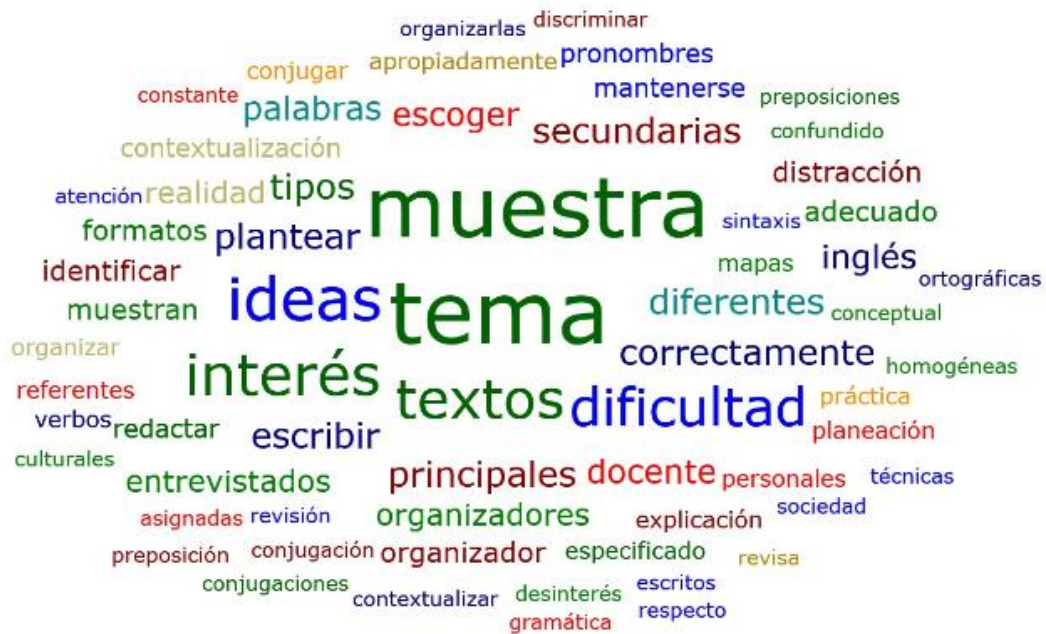 organizarlas discriminar
conjugar apropiadamente pronombres
constante palabras escoger mantenerse preposiciones
contextualización secundarias confundido
atención realidad tipos muestra distracción
formatos plantear sintaxis adecuado
identificar ideas tema mapas inglés ortográficas
muestran diferentes conceptual
organizar interés correctamente homogéneas
referentes textos dificultad práctica
verbos redactar escribir planeación
culturales entrevistados principales docente personales técnicas
asignadas revisión organizadores explicación sociedad
preposición conjugación organizador especificado revisa
conjugaciones contextualizar desinterés escritos
gramática respecto